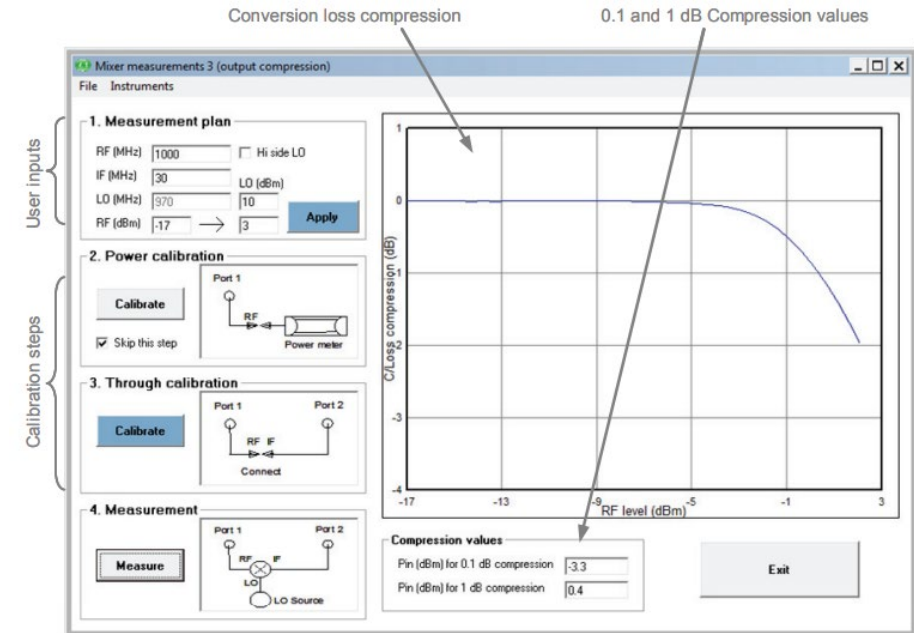 Conversion loss compression
0.1 and 1 dB Compression values
Mixer measurements 3 (output compression)
File Instruments
User inputs
1. Measurement plan
RF (MHz) 1000 Hi side LO
IF (MHz) 30 LO (dBm)
LO (MHz) 970 10
RF (dBm) -17 → 3 Apply
Calibration steps
2. Power calibration
Calibrate
Skip this step
Port 1
RF
Power meter
3. Through calibration
Calibrate
Port 1 Port 2
RF IF
Connect
4. Measurement
Measure
Port 1 Port 2
RF IF
LO
LO Source
C/Loss compression (dB)
1
0
-1
-2
-3
-4
-17 -13 -9 -5 -1 3
RF level (dBm)
Compression values
Pin (dBm) for 0.1 dB compression -3.3
Pin (dBm) for 1 dB compression 0.4
Exit